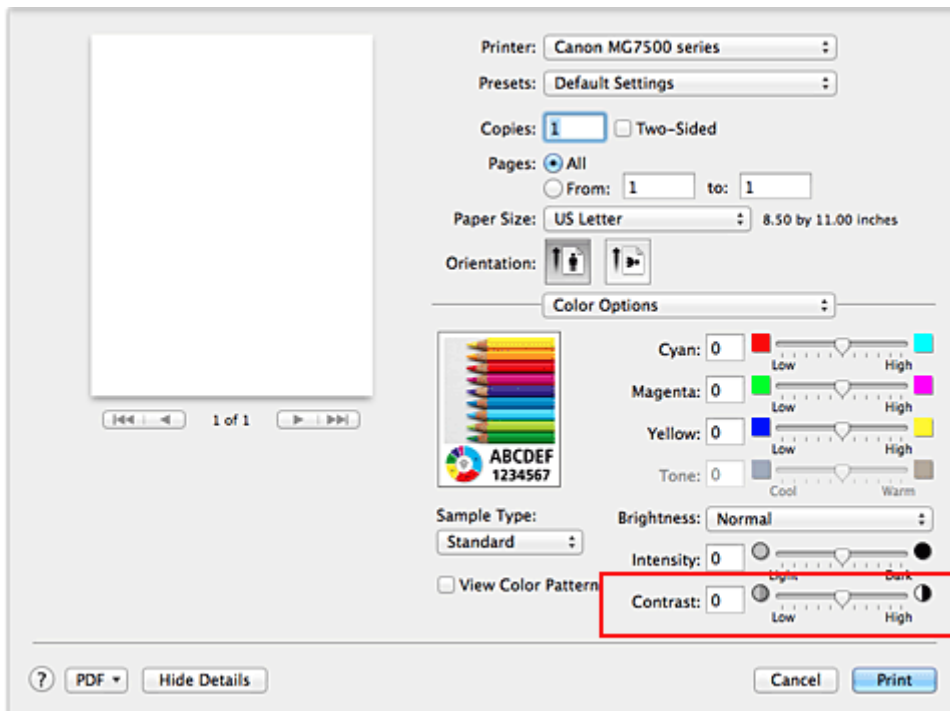 Printer: Canon MG7500 series
Presets: Default Settings
Copies: 1 Two-Sided
Pages: All
From: 1 to: 1
Paper Size: US Letter 8.50 by 11.00 inches
Orientation:
Color Options
Cyan: 0
Low High
Magenta: 0
Low High
Yellow: 0
Low High
Tone: 0
Cool Warm
1 of 1
ABCDEF
1234567
Sample Type:
Standard
View Color Pattern
Brightness: Normal
Intensity: 0
Light Dark
Contrast: 0
Low High
? PDF Hide Details Cancel Print